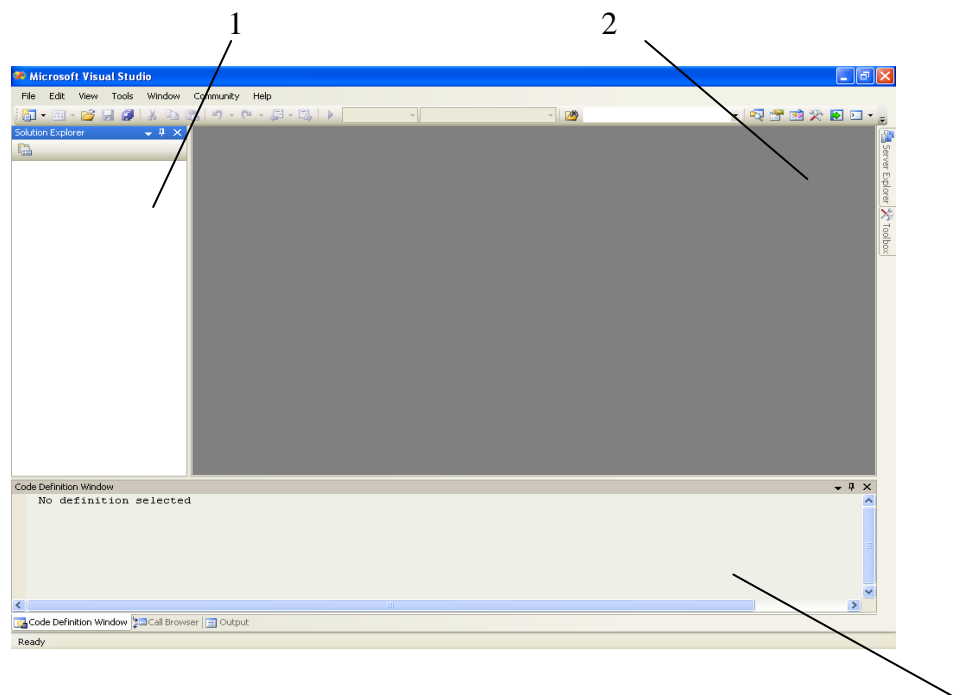 1 2
Microsoft Visual Studio
File Edit View Tools Window Community Help
Solution Explorer
Server Explorer
Toolbox
Code Definition Window
No definition selected
Code Definition Window Call Browser Output
Ready